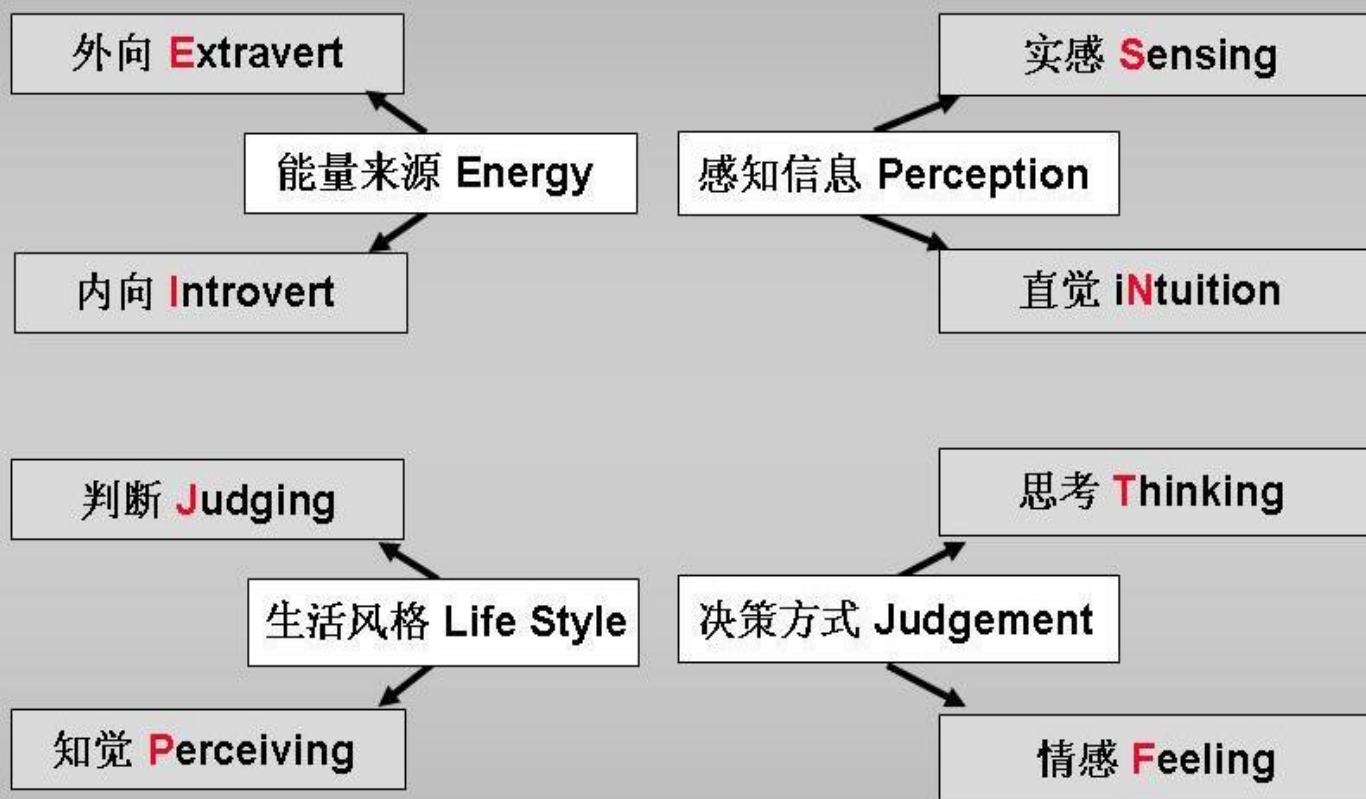 外向 Extravert
实感 Sensing
能量来源 Energy
感知信息 Perception
内向 Introvert
直觉 iNtuition
判断 Judging
思考 Thinking
生活风格 Life Style
决策方式 Judgement
知觉 Perceiving
情感 Feeling